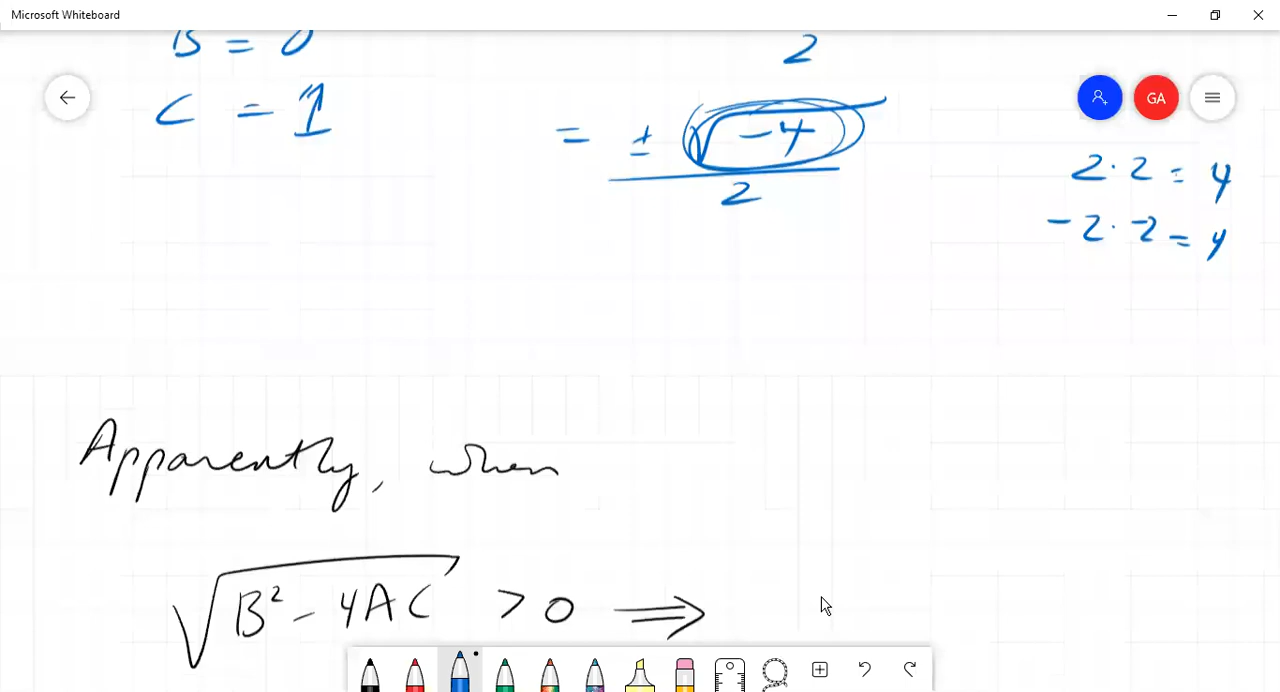 Microsoft Whiteboard
B = 0
2
C = 1
= ± √-4
2
GA
2 · 2 = 4
-2 · -2 = 4
Apparently, when
√B² - 4AC > 0 ⟹